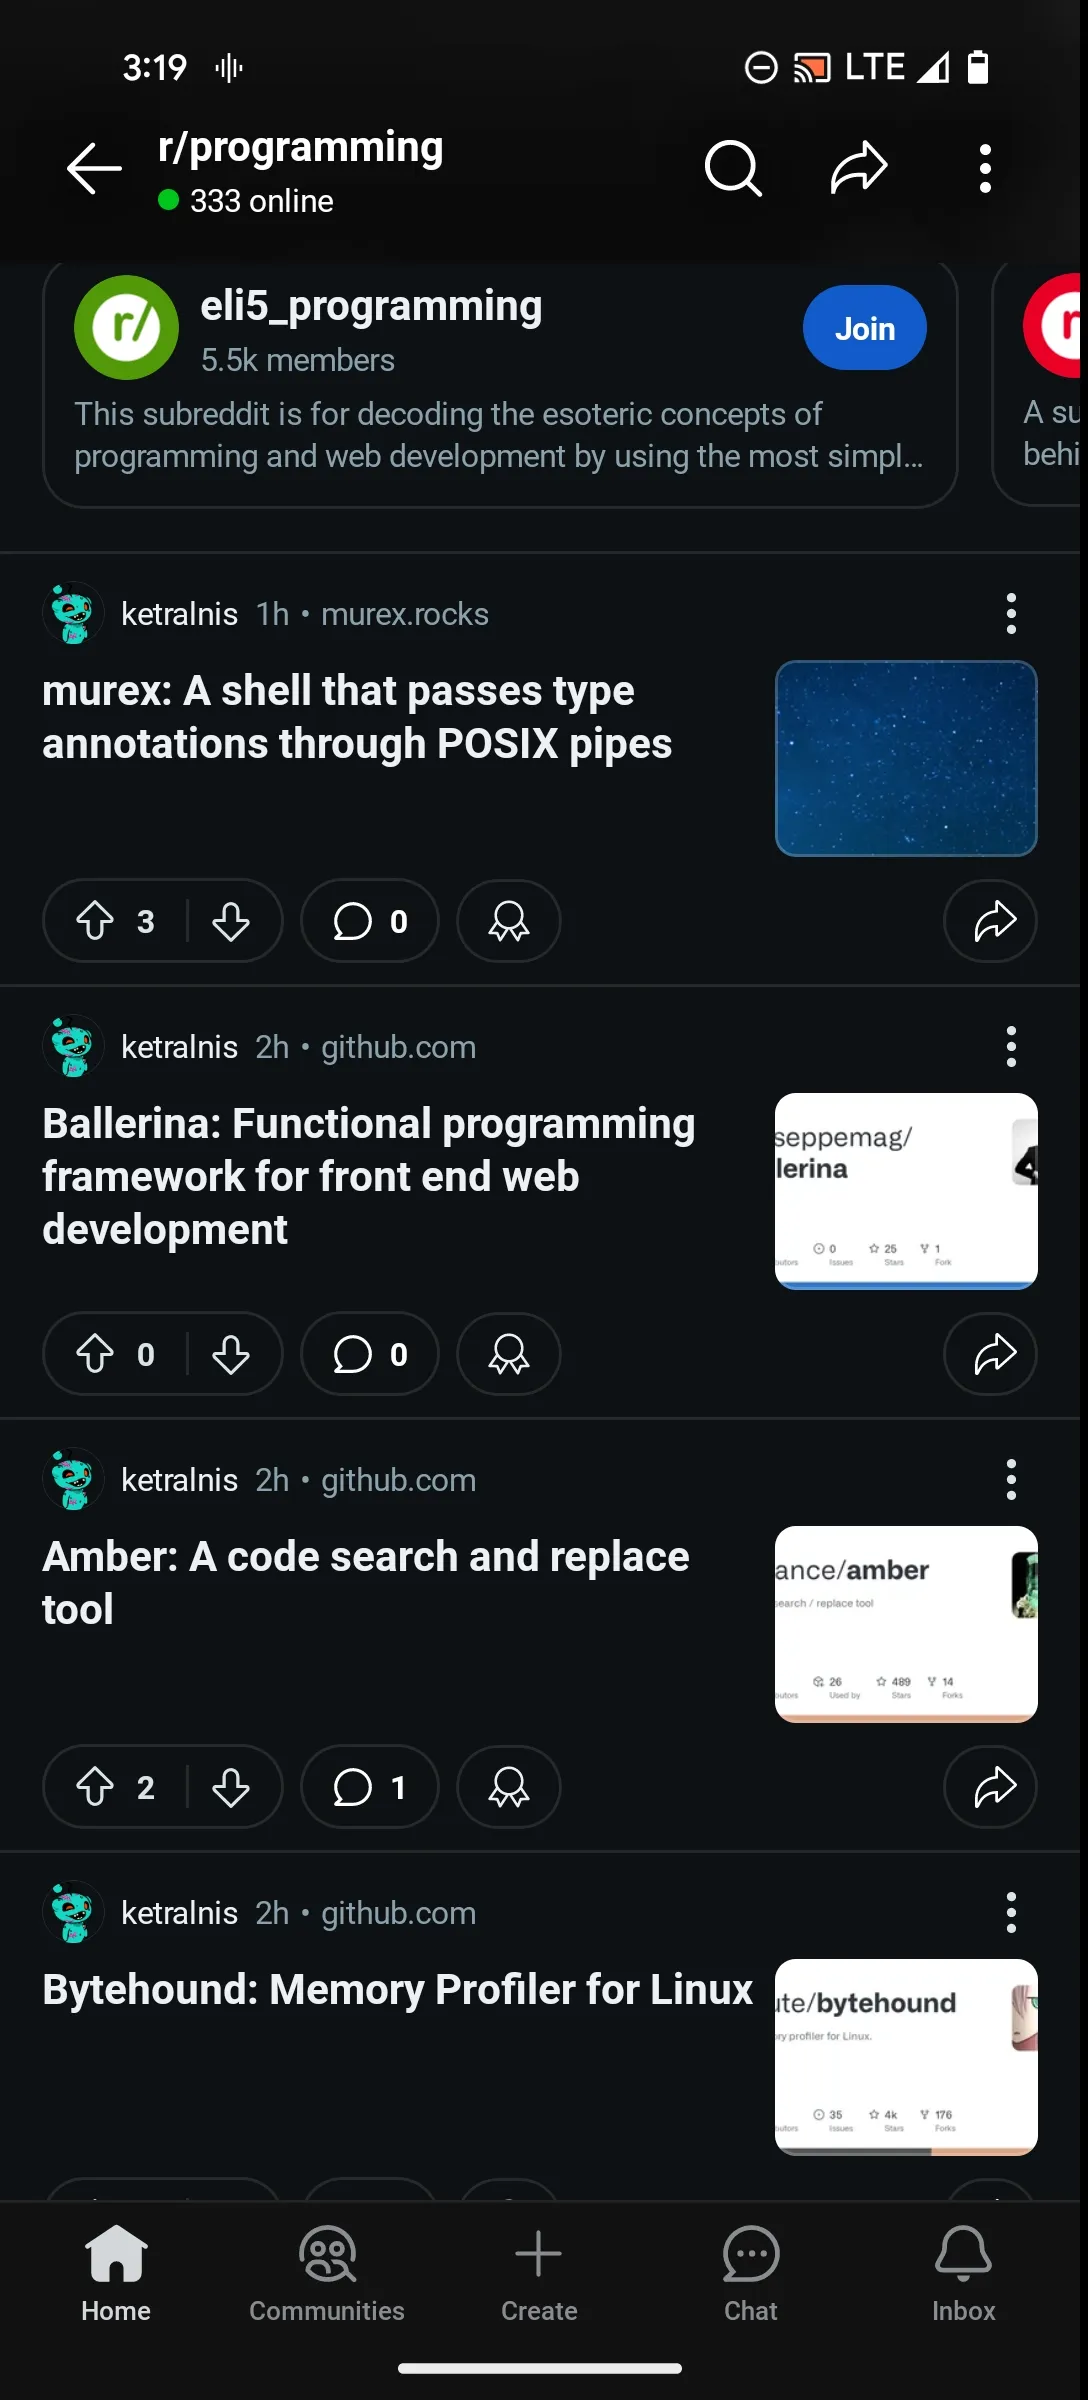 3:19
LTE
r/programming
333 online
r/
eli5_programming
5.5k members
Join
This subreddit is for decoding the esoteric concepts of
programming and web development by using the most simpl…
A su
behi
ketralnis 1h • murex.rocks
murex: A shell that passes type
annotations through POSIX pipes
3
0
ketralnis 2h • github.com
Ballerina: Functional programming
framework for front end web
development
seppemag/
lerina
0 25 1
butors Issues Stars Fork
0
0
ketralnis 2h • github.com
Amber: A code search and replace
tool
ance/amber
search / replace tool
26 489 14
butors Used by Stars Forks
2
1
ketralnis 2h • github.com
Bytehound: Memory Profiler for Linux
ute/bytehound
ory profiler for Linux.
35 4k 176
butors Issues Stars Forks
Home
Communities
Create
Chat
Inbox